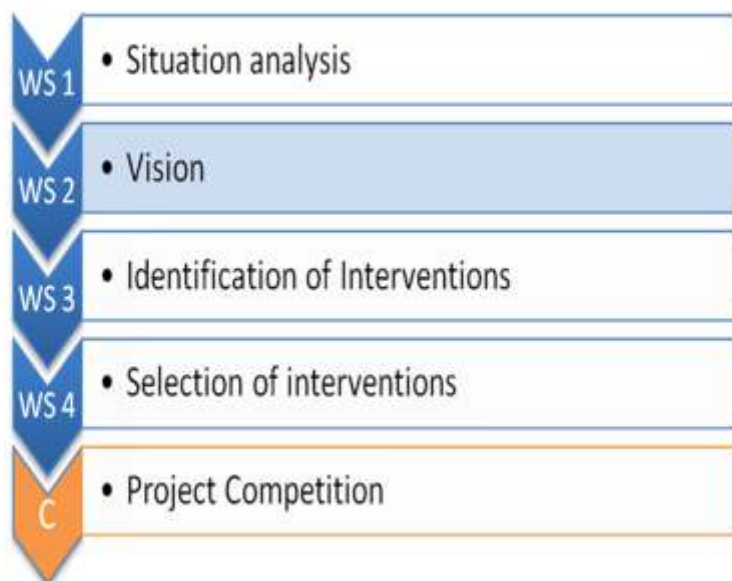 WS 1
• Situation analysis
WS 2
• Vision
WS 3
• Identification of Interventions
WS 4
• Selection of interventions
C
• Project Competition